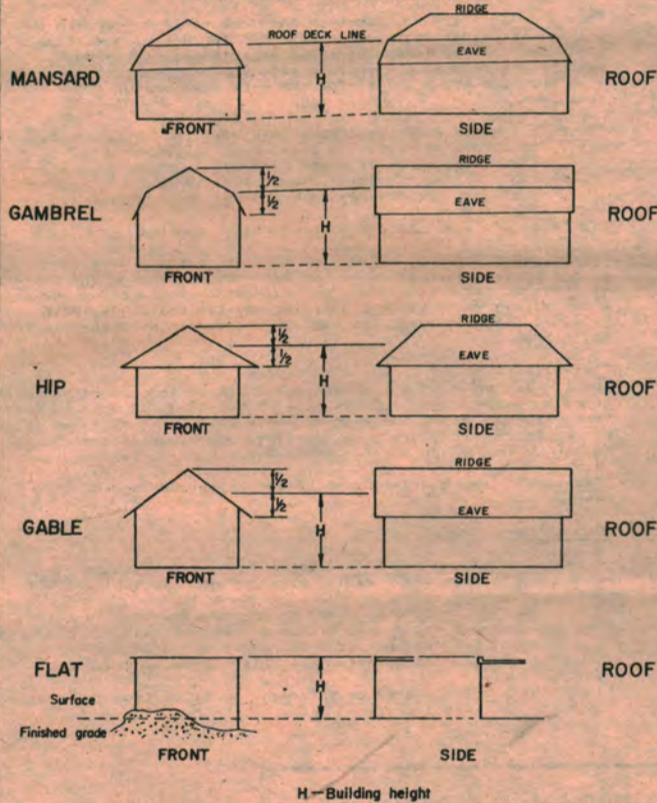 RIDGE
ROOF DECK LINE
EAVE
MANSARD H ROOF
FRONT SIDE
RIDGE
1/2
1/2
EAVE
GAMBREL H ROOF
FRONT SIDE
RIDGE
1/2
1/2
EAVE
HIP H ROOF
FRONT SIDE
RIDGE
1/2
1/2
EAVE
GABLE H ROOF
FRONT SIDE
FLAT H ROOF
Surface
Finished grade
FRONT SIDE
H—Building height